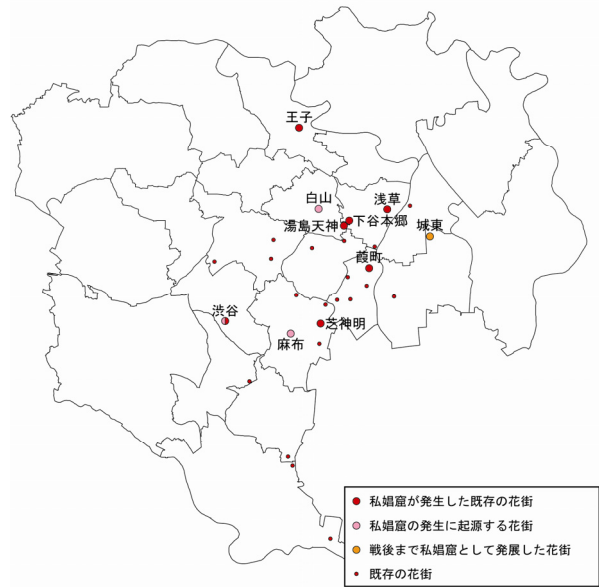 王子
白山
浅草
湯島天神
下谷本郷
城東
葭町
渋谷
芝神明
麻布
私娼窟が発生した既存の花街
私娼窟の発生に起源する花街
戦後まで私娼窟として発展した花街
既存の花街